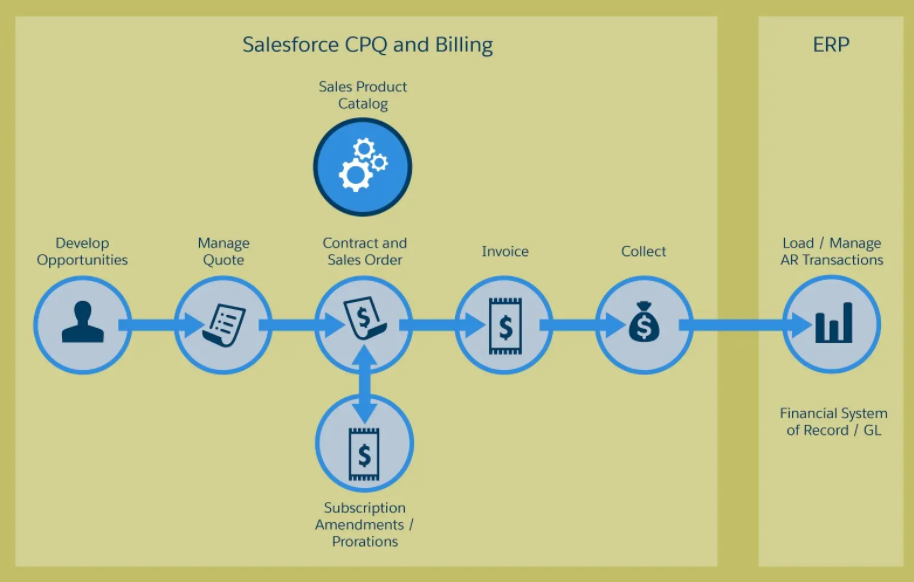 Salesforce CPQ and Billing
ERP
Sales Product
Catalog
Develop
Opportunities
Manage
Quote
Contract and
Sales Order
Invoice
Collect
Load / Manage
AR Transactions
$
$
$
$
Financial System
of Record / GL
Subscription
Amendments /
Prorations